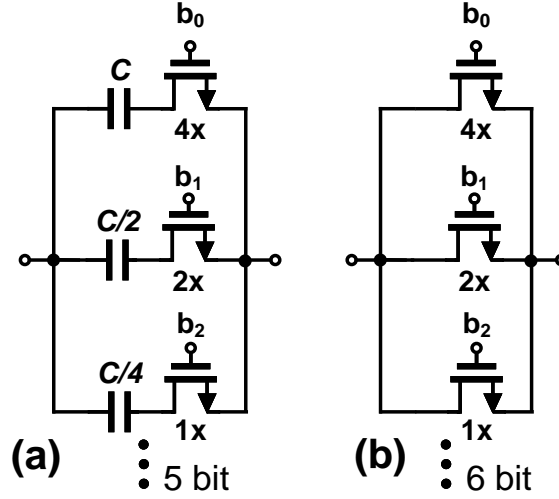 b₀ b₀
C
4x 4x
b₁ b₁
C/2
2x 2x
b₂ b₂
C/4
1x 1x
(a) 5 bit (b) 6 bit